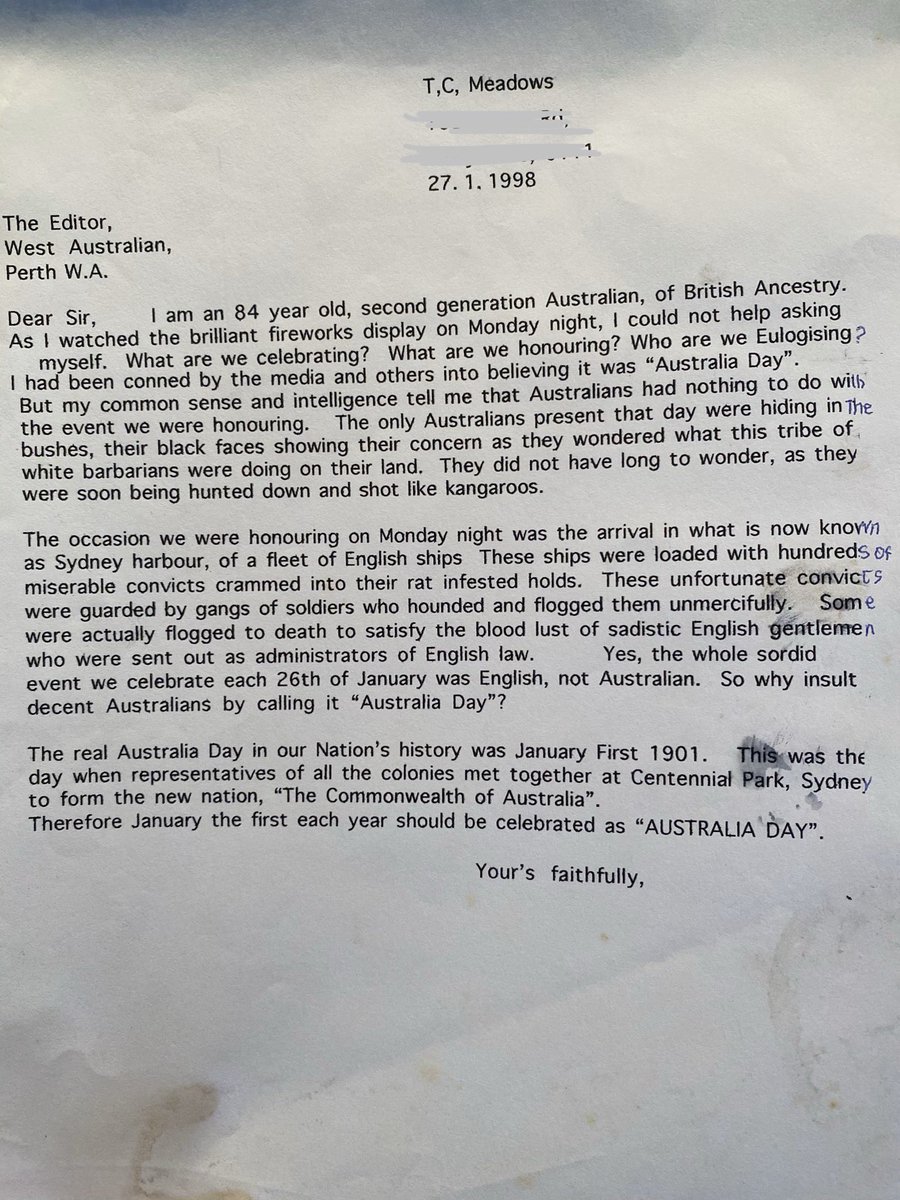 T,C, Meadows
27. 1. 1998
The Editor,
West Australian,
Perth W.A.
Dear Sir, I am an 84 year old, second generation Australian, of British Ancestry.
As I watched the brilliant fireworks display on Monday night, I could not help asking
myself. What are we celebrating? What are we honouring? Who are we Eulogising?
I had been conned by the media and others into believing it was “Australia Day”.
But my common sense and intelligence tell me that Australians had nothing to do with
the event we were honouring. The only Australians present that day were hiding in The
bushes, their black faces showing their concern as they wondered what this tribe of
white barbarians were doing on their land. They did not have long to wonder, as they
were soon being hunted down and shot like kangaroos.
The occasion we were honouring on Monday night was the arrival in what is now known
as Sydney harbour, of a fleet of English ships These ships were loaded with hundreds of
miserable convicts crammed into their rat infested holds. These unfortunate convicts
were guarded by gangs of soldiers who hounded and flogged them unmercifully. Some
were actually flogged to death to satisfy the blood lust of sadistic English gentlemen
who were sent out as administrators of English law. Yes, the whole sordid
event we celebrate each 26th of January was English, not Australian. So why insult
decent Australians by calling it “Australia Day”?
The real Australia Day in our Nation’s history was January First 1901. This was the
day when representatives of all the colonies met together at Centennial Park, Sydney
to form the new nation, “The Commonwealth of Australia”.
Therefore January the first each year should be celebrated as “AUSTRALIA DAY”.
Your’s faithfully,